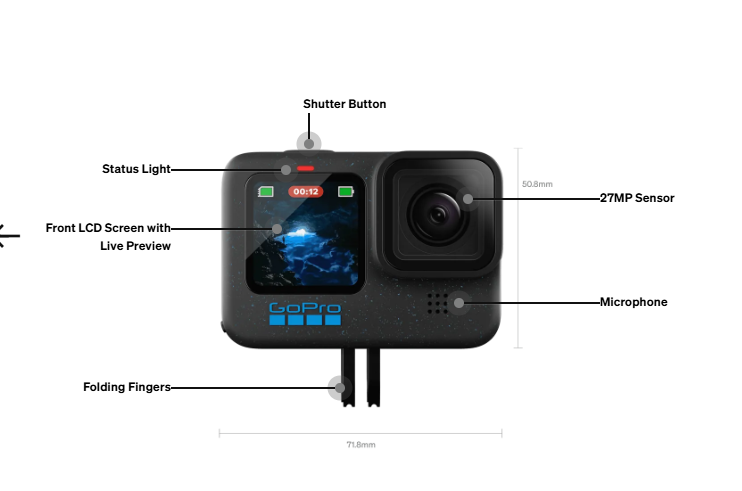 Shutter Button
Status Light
00:12
50.8mm
27MP Sensor
Front LCD Screen with
Live Preview
Microphone
GoPro
Folding Fingers
71.8mm